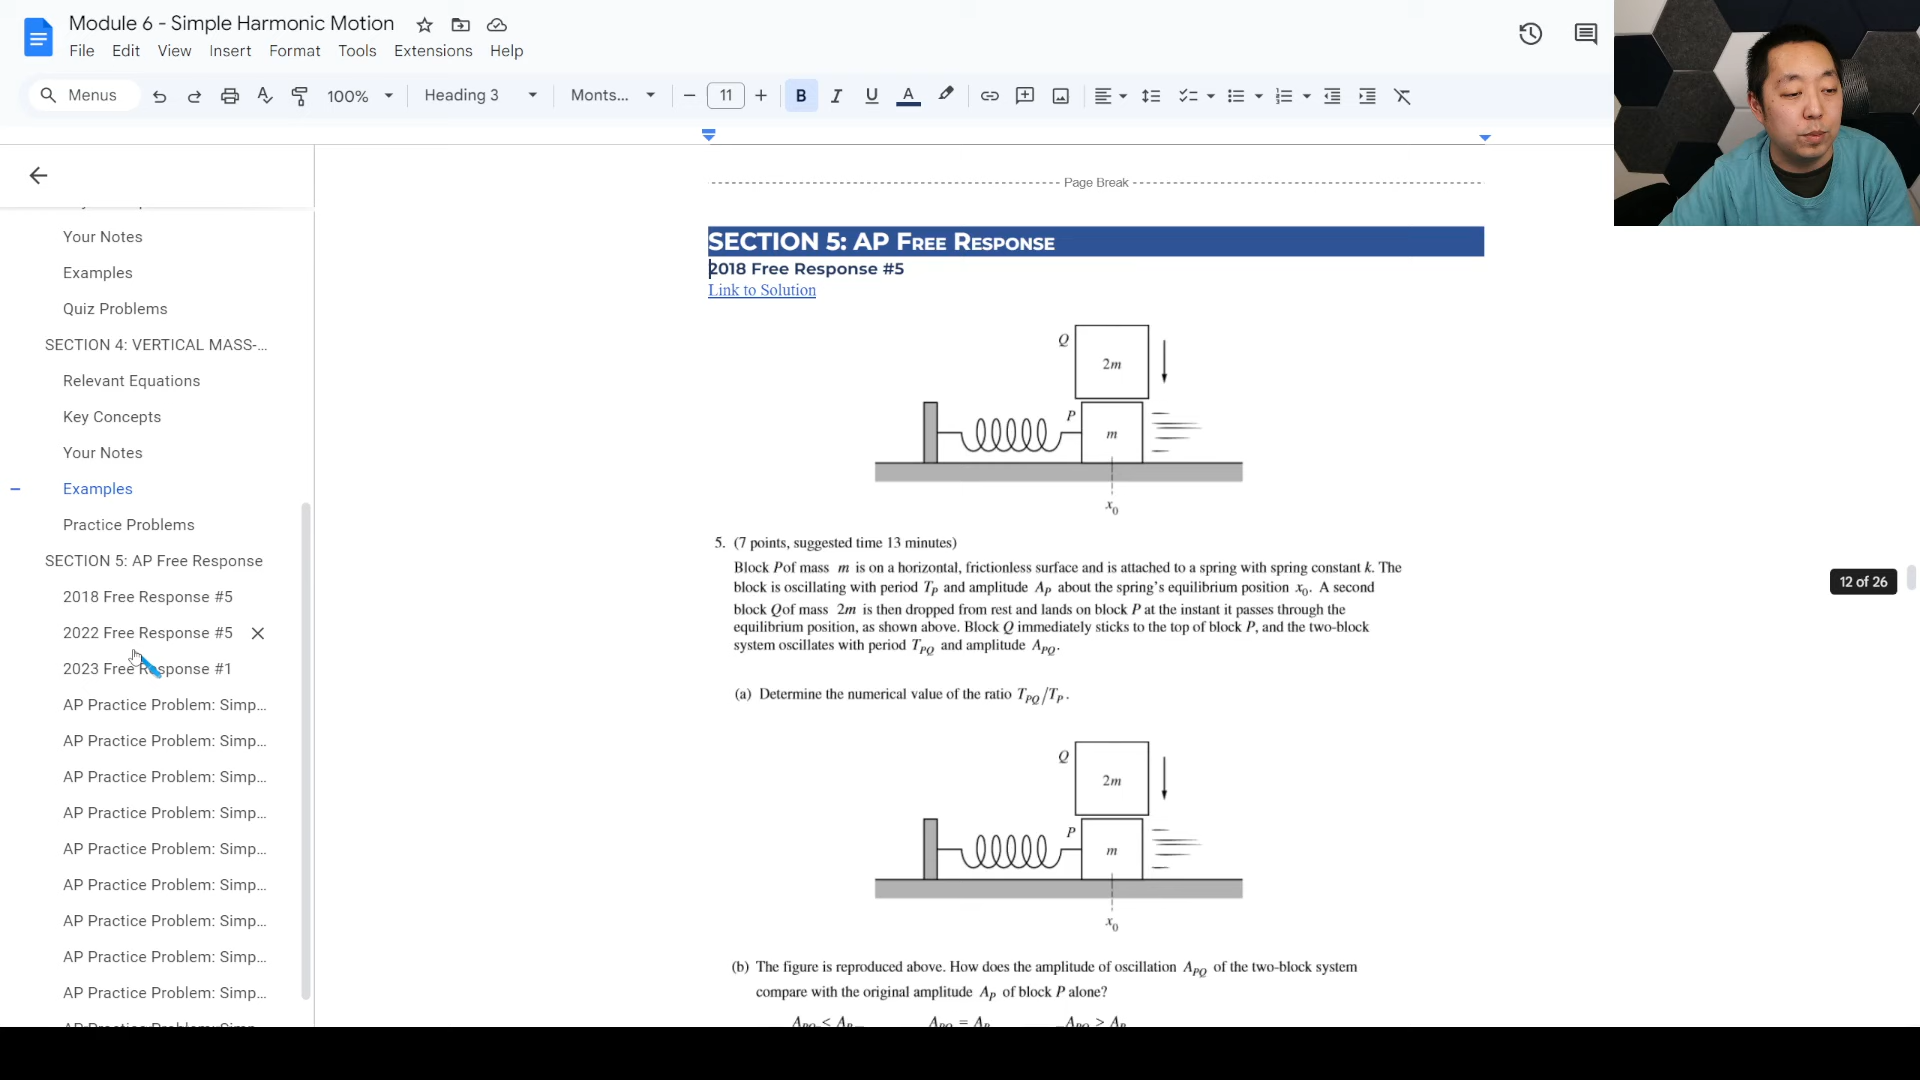 Module 6 - Simple Harmonic Motion
File Edit View Insert Format Tools Extensions Help
Menus 100% Heading 3 Monts... 11 B I U A
Your Notes
Examples
Quiz Problems
SECTION 4: VERTICAL MASS-...
Relevant Equations
Key Concepts
Your Notes
Examples
Practice Problems
SECTION 5: AP Free Response
2018 Free Response #5
2022 Free Response #5
2023 Free Response #1
AP Practice Problem: Simp...
AP Practice Problem: Simp...
AP Practice Problem: Simp...
AP Practice Problem: Simp...
AP Practice Problem: Simp...
AP Practice Problem: Simp...
AP Practice Problem: Simp...
AP Practice Problem: Simp...
AP Practice Problem: Simp...
Page Break
SECTION 5: AP FREE RESPONSE
2018 Free Response #5
Link to Solution
Q
2m
P
m
x0
5. (7 points, suggested time 13 minutes)
Block Pof mass m is on a horizontal, frictionless surface and is attached to a spring with spring constant k. The
block is oscillating with period TP and amplitude AP about the spring's equilibrium position x0. A second
block Qof mass 2m is then dropped from rest and lands on block P at the instant it passes through the
equilibrium position, as shown above. Block Q immediately sticks to the top of block P, and the two-block
system oscillates with period TPQ and amplitude APQ.
(a) Determine the numerical value of the ratio TPQ/TP.
Q
2m
P
m
x0
(b) The figure is reproduced above. How does the amplitude of oscillation APQ of the two-block system
compare with the original amplitude AP of block P alone?
APQ < AP APQ = AP APQ > AP
12 of 26